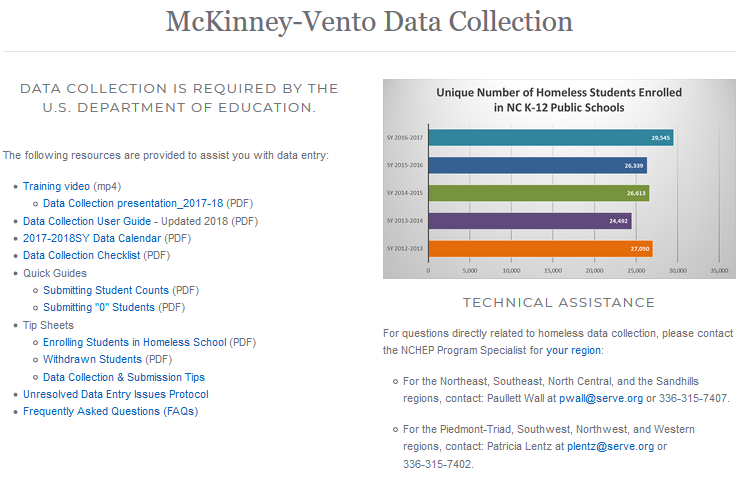 McKinney-Vento Data Collection
DATA COLLECTION IS REQUIRED BY THE
U.S. DEPARTMENT OF EDUCATION.
The following resources are provided to assist you with data entry:
Training video (mp4)
Data Collection presentation_2017-18 (PDF)
Data Collection User Guide - Updated 2018 (PDF)
2017-2018SY Data Calendar (PDF)
Data Collection Checklist (PDF)
Quick Guides
Submitting Student Counts (PDF)
Submitting "0" Students (PDF)
Tip Sheets
Enrolling Students in Homeless School (PDF)
Withdrawn Students (PDF)
Data Collection & Submission Tips
Unresolved Data Entry Issues Protocol
Frequently Asked Questions (FAQs)
Unique Number of Homeless Students Enrolled
in NC K-12 Public Schools
SY 2016-2017 29,545
SY 2015-2016 26,339
SY 2014-2015 26,613
SY 2013-2014 24,492
SY 2012-2013 27,050
0 5,000 10,000 15,000 20,000 25,000 30,000 35,000
TECHNICAL ASSISTANCE
For questions directly related to homeless data collection, please contact
the NCHEP Program Specialist for your region:
For the Northeast, Southeast, North Central, and the Sandhills
regions, contact: Paullett Wall at pwall@serve.org or 336-315-7407.
For the Piedmont-Triad, Southwest, Northwest, and Western
regions, contact: Patricia Lentz at plentz@serve.org or
336-315-7402.